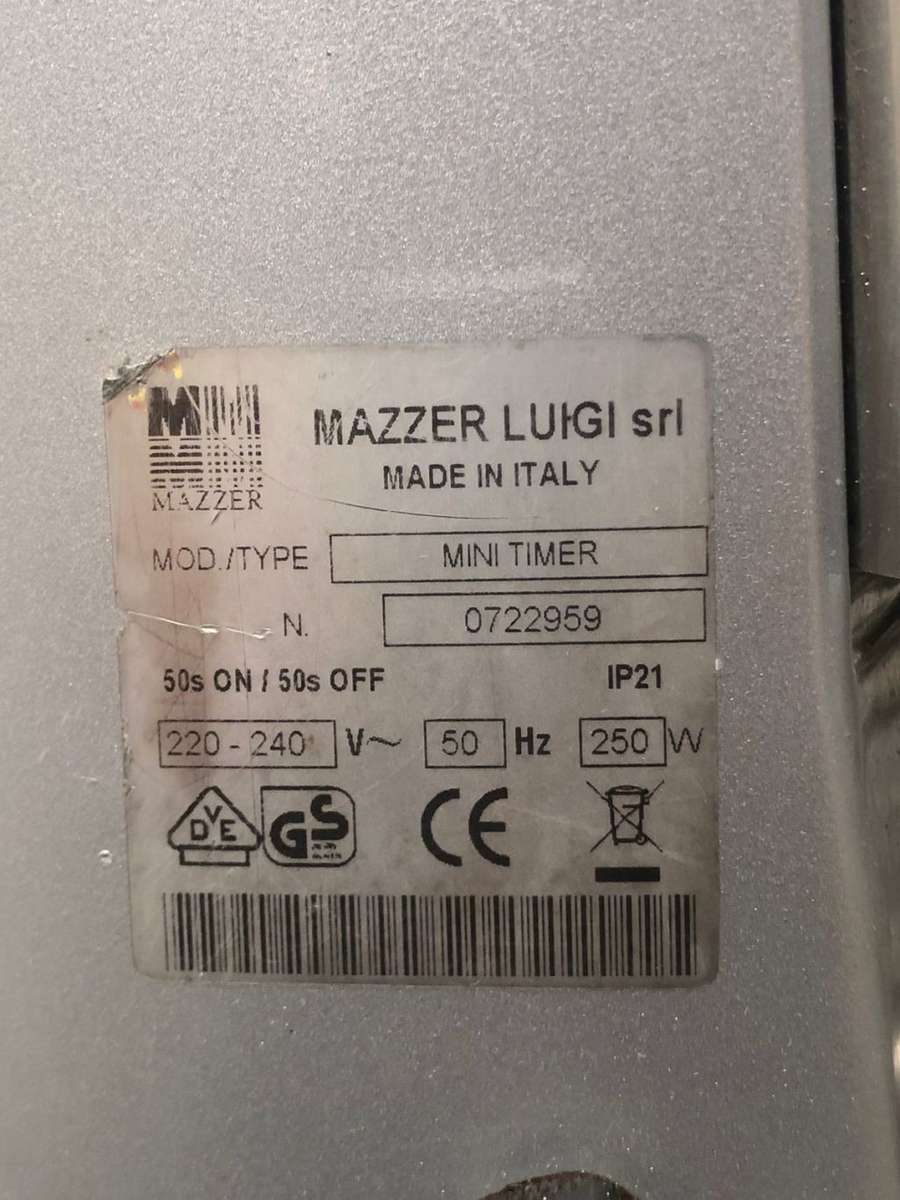 M
MAZZER
MAZZER LUIGI srl
MADE IN ITALY
MOD./TYPE MINI TIMER
N. 0722959
50s ON / 50s OFF IP21
220 - 240 V~ 50 Hz 250 W
DVE GS CE